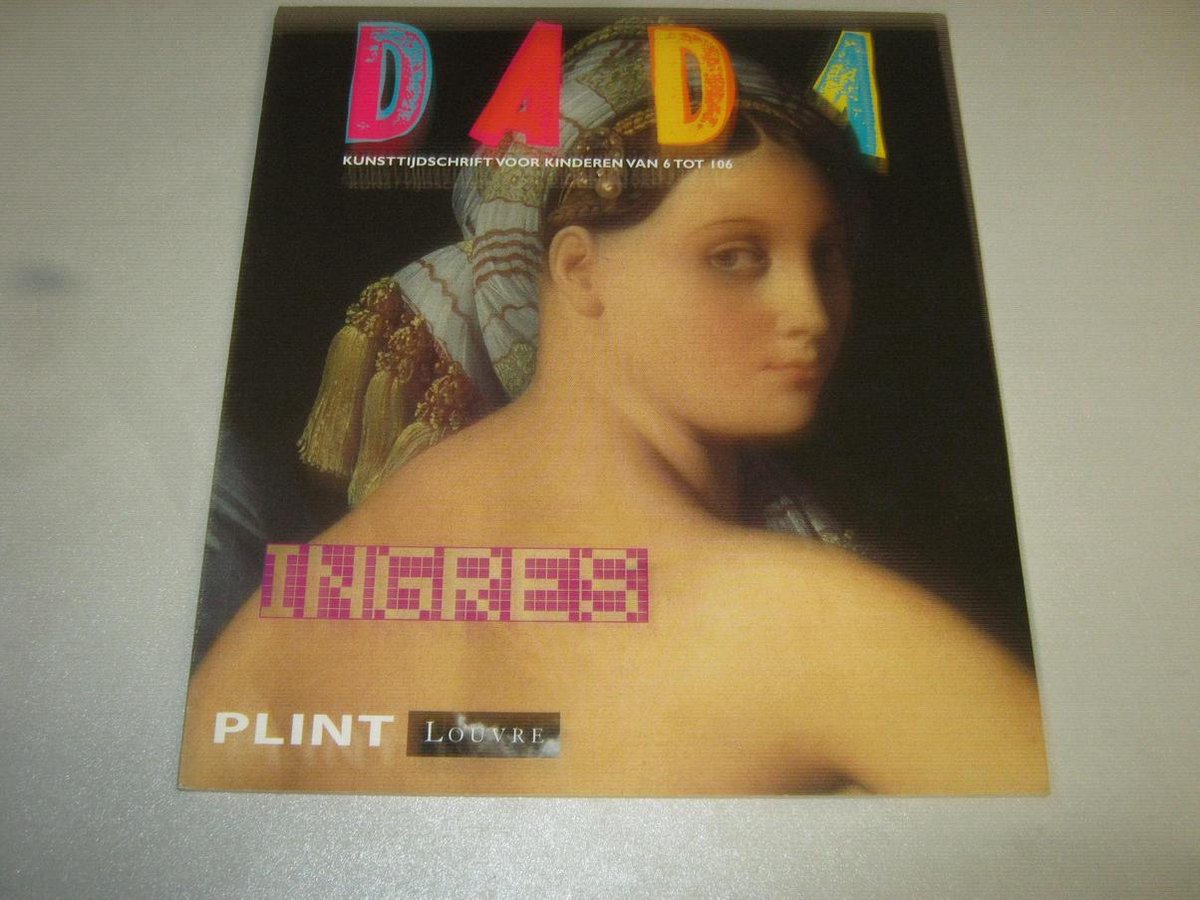 DADA
KUNSTTIJDSCHRIFT VOOR KINDEREN VAN 6 TOT 106
INGRES
PLINT LOUVRE